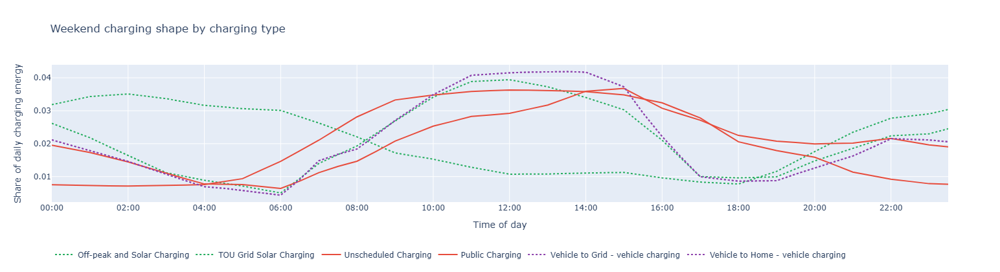 Weekend charging shape by charging type
Share of daily charging energy
0.04
0.03
0.02
0.01
00:00 02:00 04:00 06:00 08:00 10:00 12:00 14:00 16:00 18:00 20:00 22:00
Time of day
Off-peak and Solar Charging TOU Grid Solar Charging Unscheduled Charging Public Charging Vehicle to Grid - vehicle charging Vehicle to Home - vehicle charging